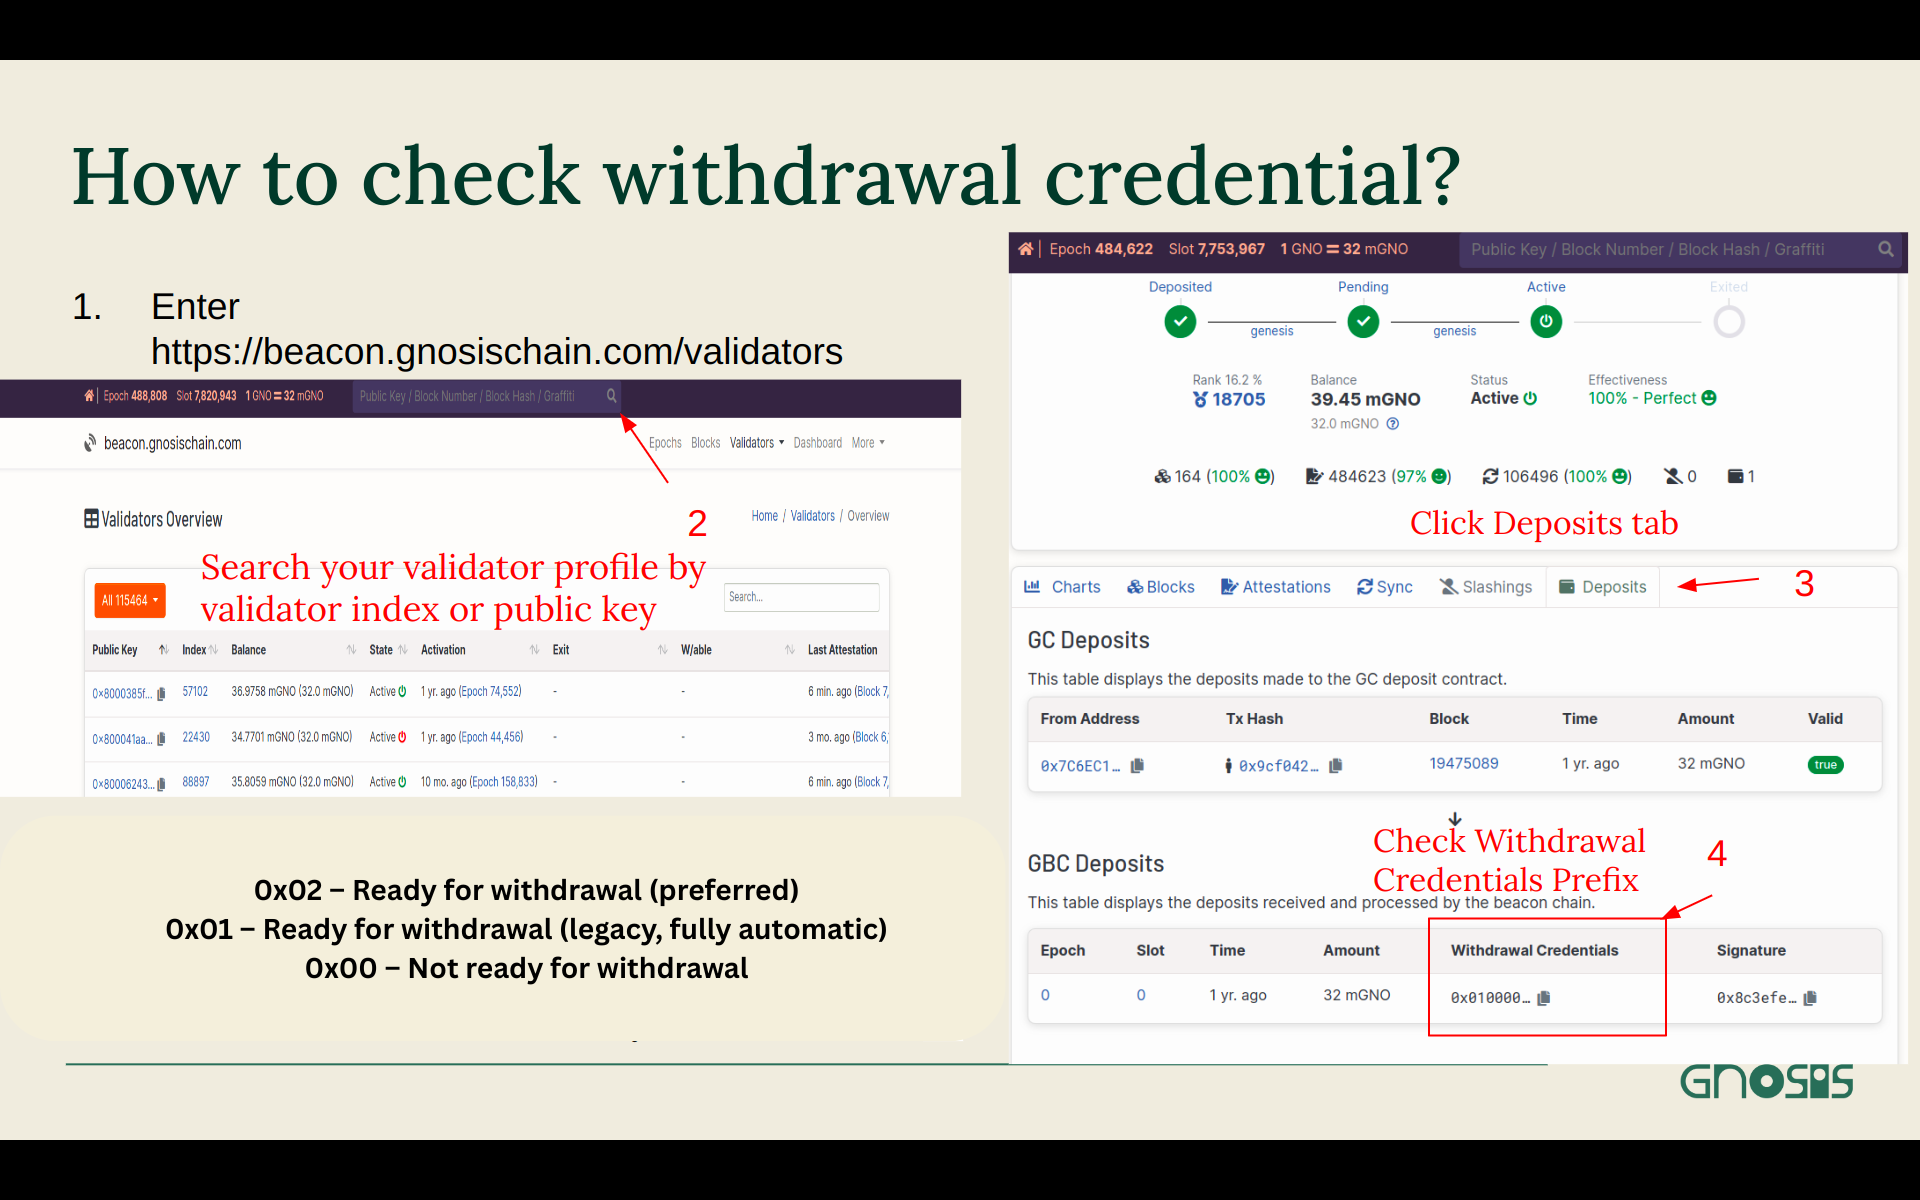 How to check withdrawal credential?
1. Enter
https://beacon.gnosischain.com/validators
Epoch 488,808 Slot 7,820,943 1 GNO = 32 mGNO Public Key / Block Number / Block Hash / Graffiti
beacon.gnosischain.com Epochs Blocks Validators Dashboard More
2
Validators Overview Home / Validators / Overview
Search your validator profile by
validator index or public key
All 115464 Search...
Public Key Index Balance State Activation Exit W/able Last Attestation
0x8000385f... 57102 36.9758 mGNO (32.0 mGNO) Active 1 yr. ago (Epoch 74,552) - - 6 min. ago (Block 7,
0x800041aa... 22430 34.7701 mGNO (32.0 mGNO) Active 1 yr. ago (Epoch 44,456) - - 3 mo. ago (Block 6,
0x80006243... 88897 35.8059 mGNO (32.0 mGNO) Active 10 mo. ago (Epoch 158,833) - - 6 min. ago (Block 7,
0x02 – Ready for withdrawal (preferred)
0x01 – Ready for withdrawal (legacy, fully automatic)
0x00 – Not ready for withdrawal
Epoch 484,622 Slot 7,753,967 1 GNO = 32 mGNO Public Key / Block Number / Block Hash / Graffiti
Deposited Pending Active Exited
genesis genesis
Rank 16.2 % Balance Status Effectiveness
18705 39.45 mGNO Active 100% - Perfect
32.0 mGNO
164 (100% ) 484623 (97% ) 106496 (100% ) 0 1
Click Deposits tab
Charts Blocks Attestations Sync Slashings Deposits 3
GC Deposits
This table displays the deposits made to the GC deposit contract.
From Address Tx Hash Block Time Amount Valid
0x7C6EC1... 0x9cf042... 19475089 1 yr. ago 32 mGNO true
Check Withdrawal
Credentials Prefix
4
GBC Deposits
This table displays the deposits received and processed by the beacon chain.
Epoch Slot Time Amount Withdrawal Credentials Signature
0 0 1 yr. ago 32 mGNO 0x010000... 0x8c3efe...
GNOSIS